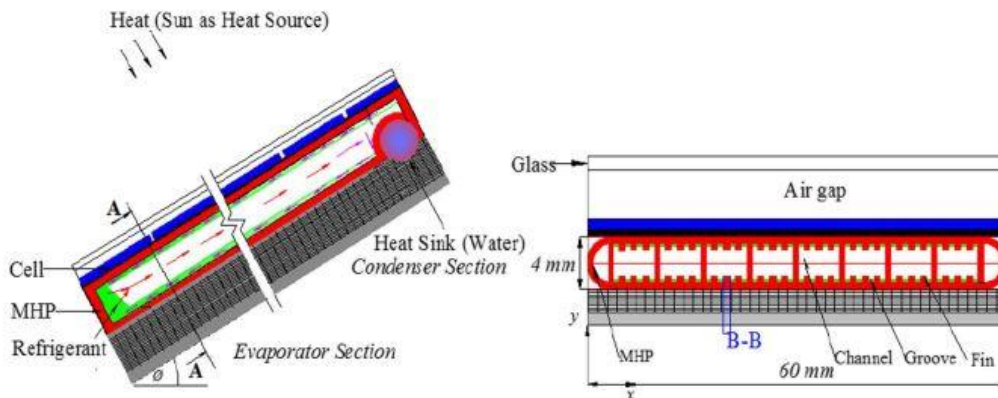 Heat (Sun as Heat Source)
A
Cell
MHP
Refrigerant
Ø
A
Evaporator Section
Heat Sink (Water)
Condenser Section
Glass
Air gap
4 mm
y
B-B
MHP
Channel
Groove
Fin
60 mm
x